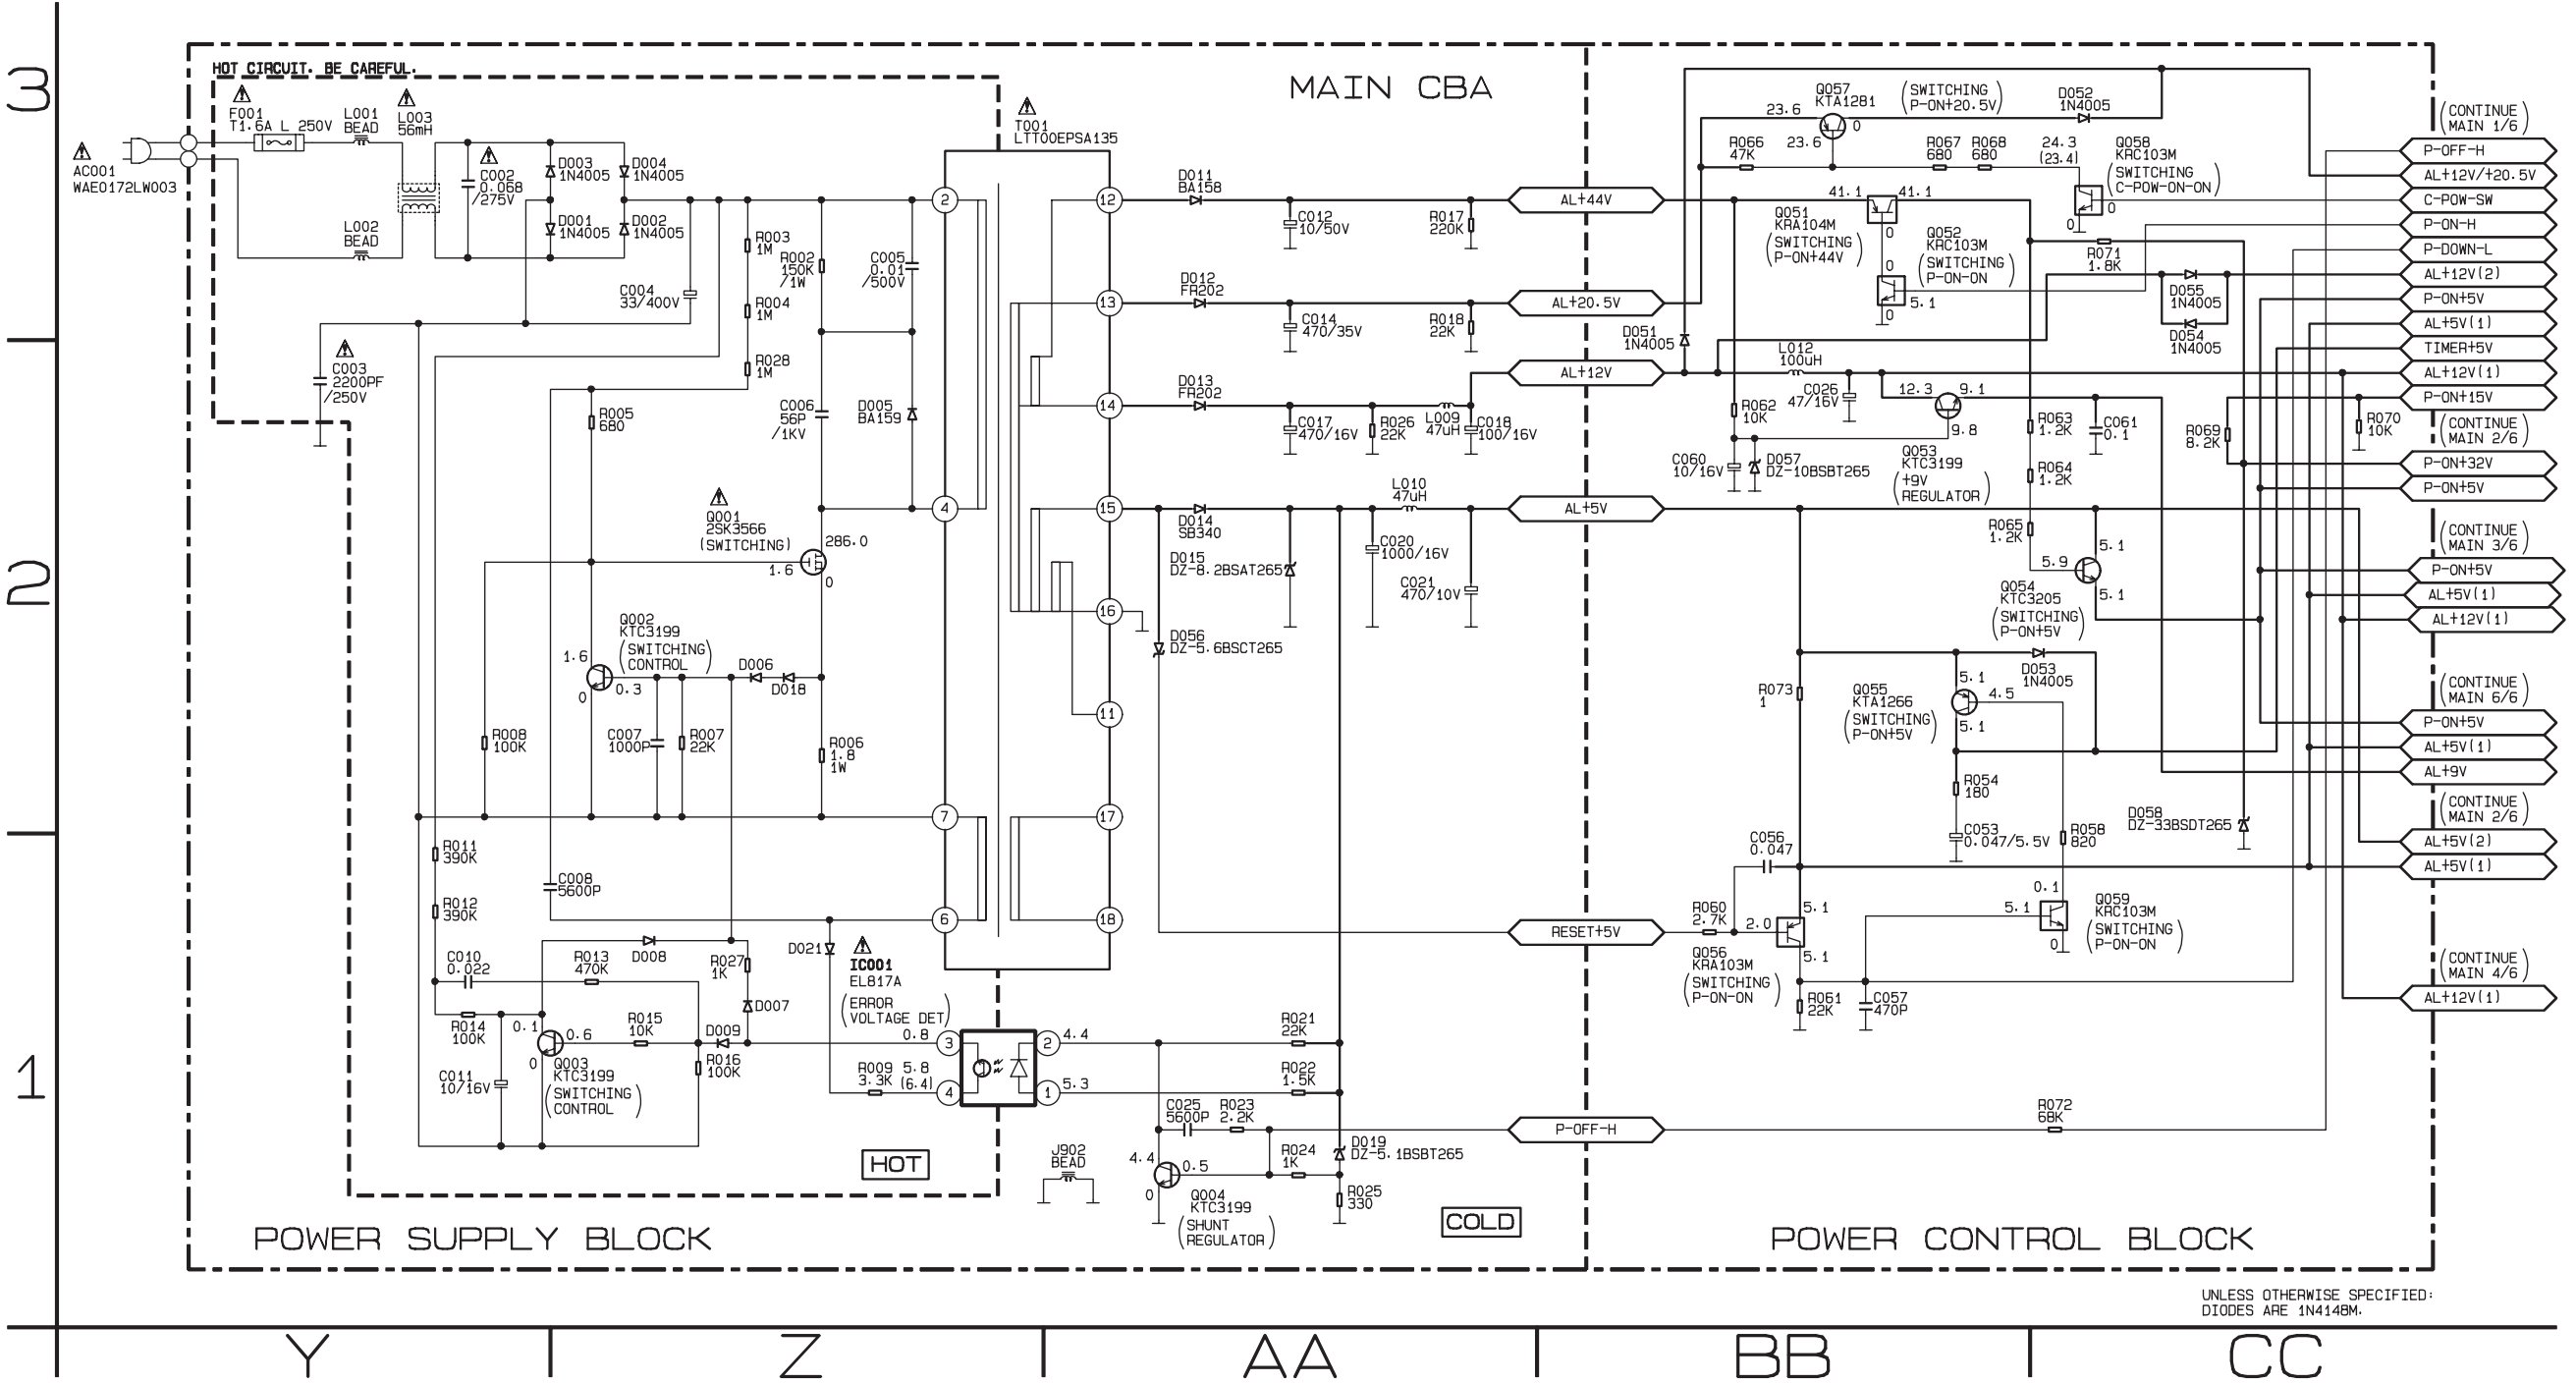 3
2
1
HOT CIRCUIT. BE CAREFUL.
MAIN CBA
AC001
WAE0172LW003
F001
T1.6A L 250V
L001
BEAD
L003
56mH
L002
BEAD
C002
0.068
/275V
D003
1N4005
D004
1N4005
D001
1N4005
D002
1N4005
C003
2200PF
/250V
C004
33/400V
R003
1M
R004
1M
R028
1M
R002
150K
/1W
C005
0.01
/500V
C006
56P
/1KV
D005
BA159
R005
680
Q001
2SK3566
(SWITCHING)
286.0
1.6
0
Q002
KTC3199
(SWITCHING
CONTROL)
1.6
0
0.3
D006
D018
R008
100K
C007
1000P
R007
22K
R006
1.8
1W
R011
390K
R012
390K
C008
5600P
C010
0.022
R013
470K
D008
R027
1K
D007
D021
IC001
EL817A
(ERROR
VOLTAGE DET)
R014
100K
0.1
0.6
0
R015
10K
D009
R016
100K
C011
10/16V
Q003
KTC3199
(SWITCHING
CONTROL)
R009
3.3K
0.8
5.8
(6.4)
3
4
2
1
4.4
5.3
HOT
T001
LTT00EPSA135
2
4
7
6
12
13
14
15
16
11
17
18
D011
BA158
C012
10/50V
R017
220K
D012
FR202
C014
470/35V
R018
22K
D013
FR202
C017
470/16V
R026
22K
L009
47uH
C018
100/16V
D014
SB340
L010
47uH
D015
DZ-8.2BSAT265
C020
1000/16V
C021
470/10V
D056
DZ-5.6BSCT265
R021
22K
R022
1.5K
C025
5600P
R023
2.2K
R024
1K
D019
DZ-5.1BSBT265
R025
330
4.4
0.5
0
Q004
KTC3199
(SHUNT
REGULATOR)
J902
BEAD
COLD
AL+44V
AL+20.5V
AL+12V
AL+5V
RESET+5V
P-OFF-H
Q057
KTA1281
(SWITCHING
P-ON+20.5V)
23.6
0
23.6
D052
1N4005
R066
47K
R067
680
R068
680
24.3
(23.4)
Q058
KRC103M
(SWITCHING
C-POW-ON-ON)
0
0
41.1
41.1
0
Q051
KRA104M
(SWITCHING
P-ON+44V)
Q052
KRC103M
(SWITCHING
P-ON-ON)
0
5.1
0
R071
1.8K
D055
1N4005
D054
1N4005
D051
1N4005
L012
100uH
C026
47/16V
12.3
9.1
9.8
R062
10K
C060
10/16V
D057
DZ-10BSBT265
Q053
KTC3199
(+9V
REGULATOR)
R063
1.2K
R064
1.2K
R065
1.2K
C061
0.1
R069
8.2K
R070
10K
5.1
5.9
5.1
Q054
KTC3205
(SWITCHING
P-ON+5V)
D053
1N4005
R073
1
Q055
KTA1266
(SWITCHING
P-ON+5V)
5.1
4.5
5.1
R054
180
C053
0.047/5.5V
R058
820
D058
DZ-33BSDT265
C056
0.047
R060
2.7K
2.0
5.1
5.1
Q056
KRA103M
(SWITCHING
P-ON-ON)
R061
22K
C057
470P
0.1
5.1
0
Q059
KRC103M
(SWITCHING
P-ON-ON)
R072
68K
(CONTINUE
MAIN 1/6)
P-OFF-H
AL+12V/+20.5V
C-POW-SW
P-ON-H
P-DOWN-L
AL+12V(2)
P-ON+5V
AL+5V(1)
TIMER+5V
AL+12V(1)
P-ON+15V
(CONTINUE
MAIN 2/6)
P-ON+32V
P-ON+5V
(CONTINUE
MAIN 3/6)
P-ON+5V
AL+5V(1)
AL+12V(1)
(CONTINUE
MAIN 6/6)
P-ON+5V
AL+5V(1)
AL+9V
(CONTINUE
MAIN 2/6)
AL+5V(2)
AL+5V(1)
(CONTINUE
MAIN 4/6)
AL+12V(1)
POWER SUPPLY BLOCK
POWER CONTROL BLOCK
UNLESS OTHERWISE SPECIFIED:
DIODES ARE 1N4148M.
Y
Z
AA
BB
CC